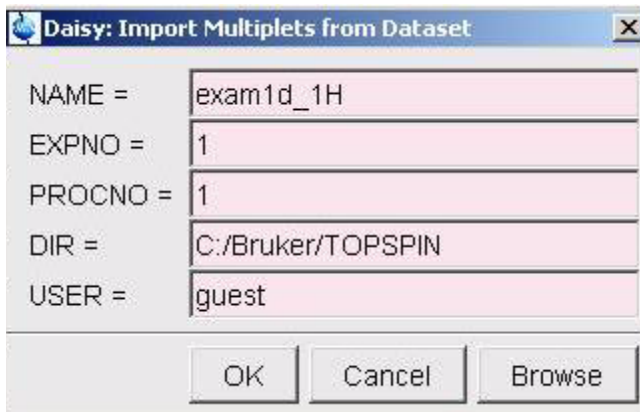 Daisy: Import Multiplets from Dataset
NAME = exam1d_1H
EXPNO = 1
PROCNO = 1
DIR = C:/Bruker/TOPSPIN
USER = guest
OK Cancel Browse